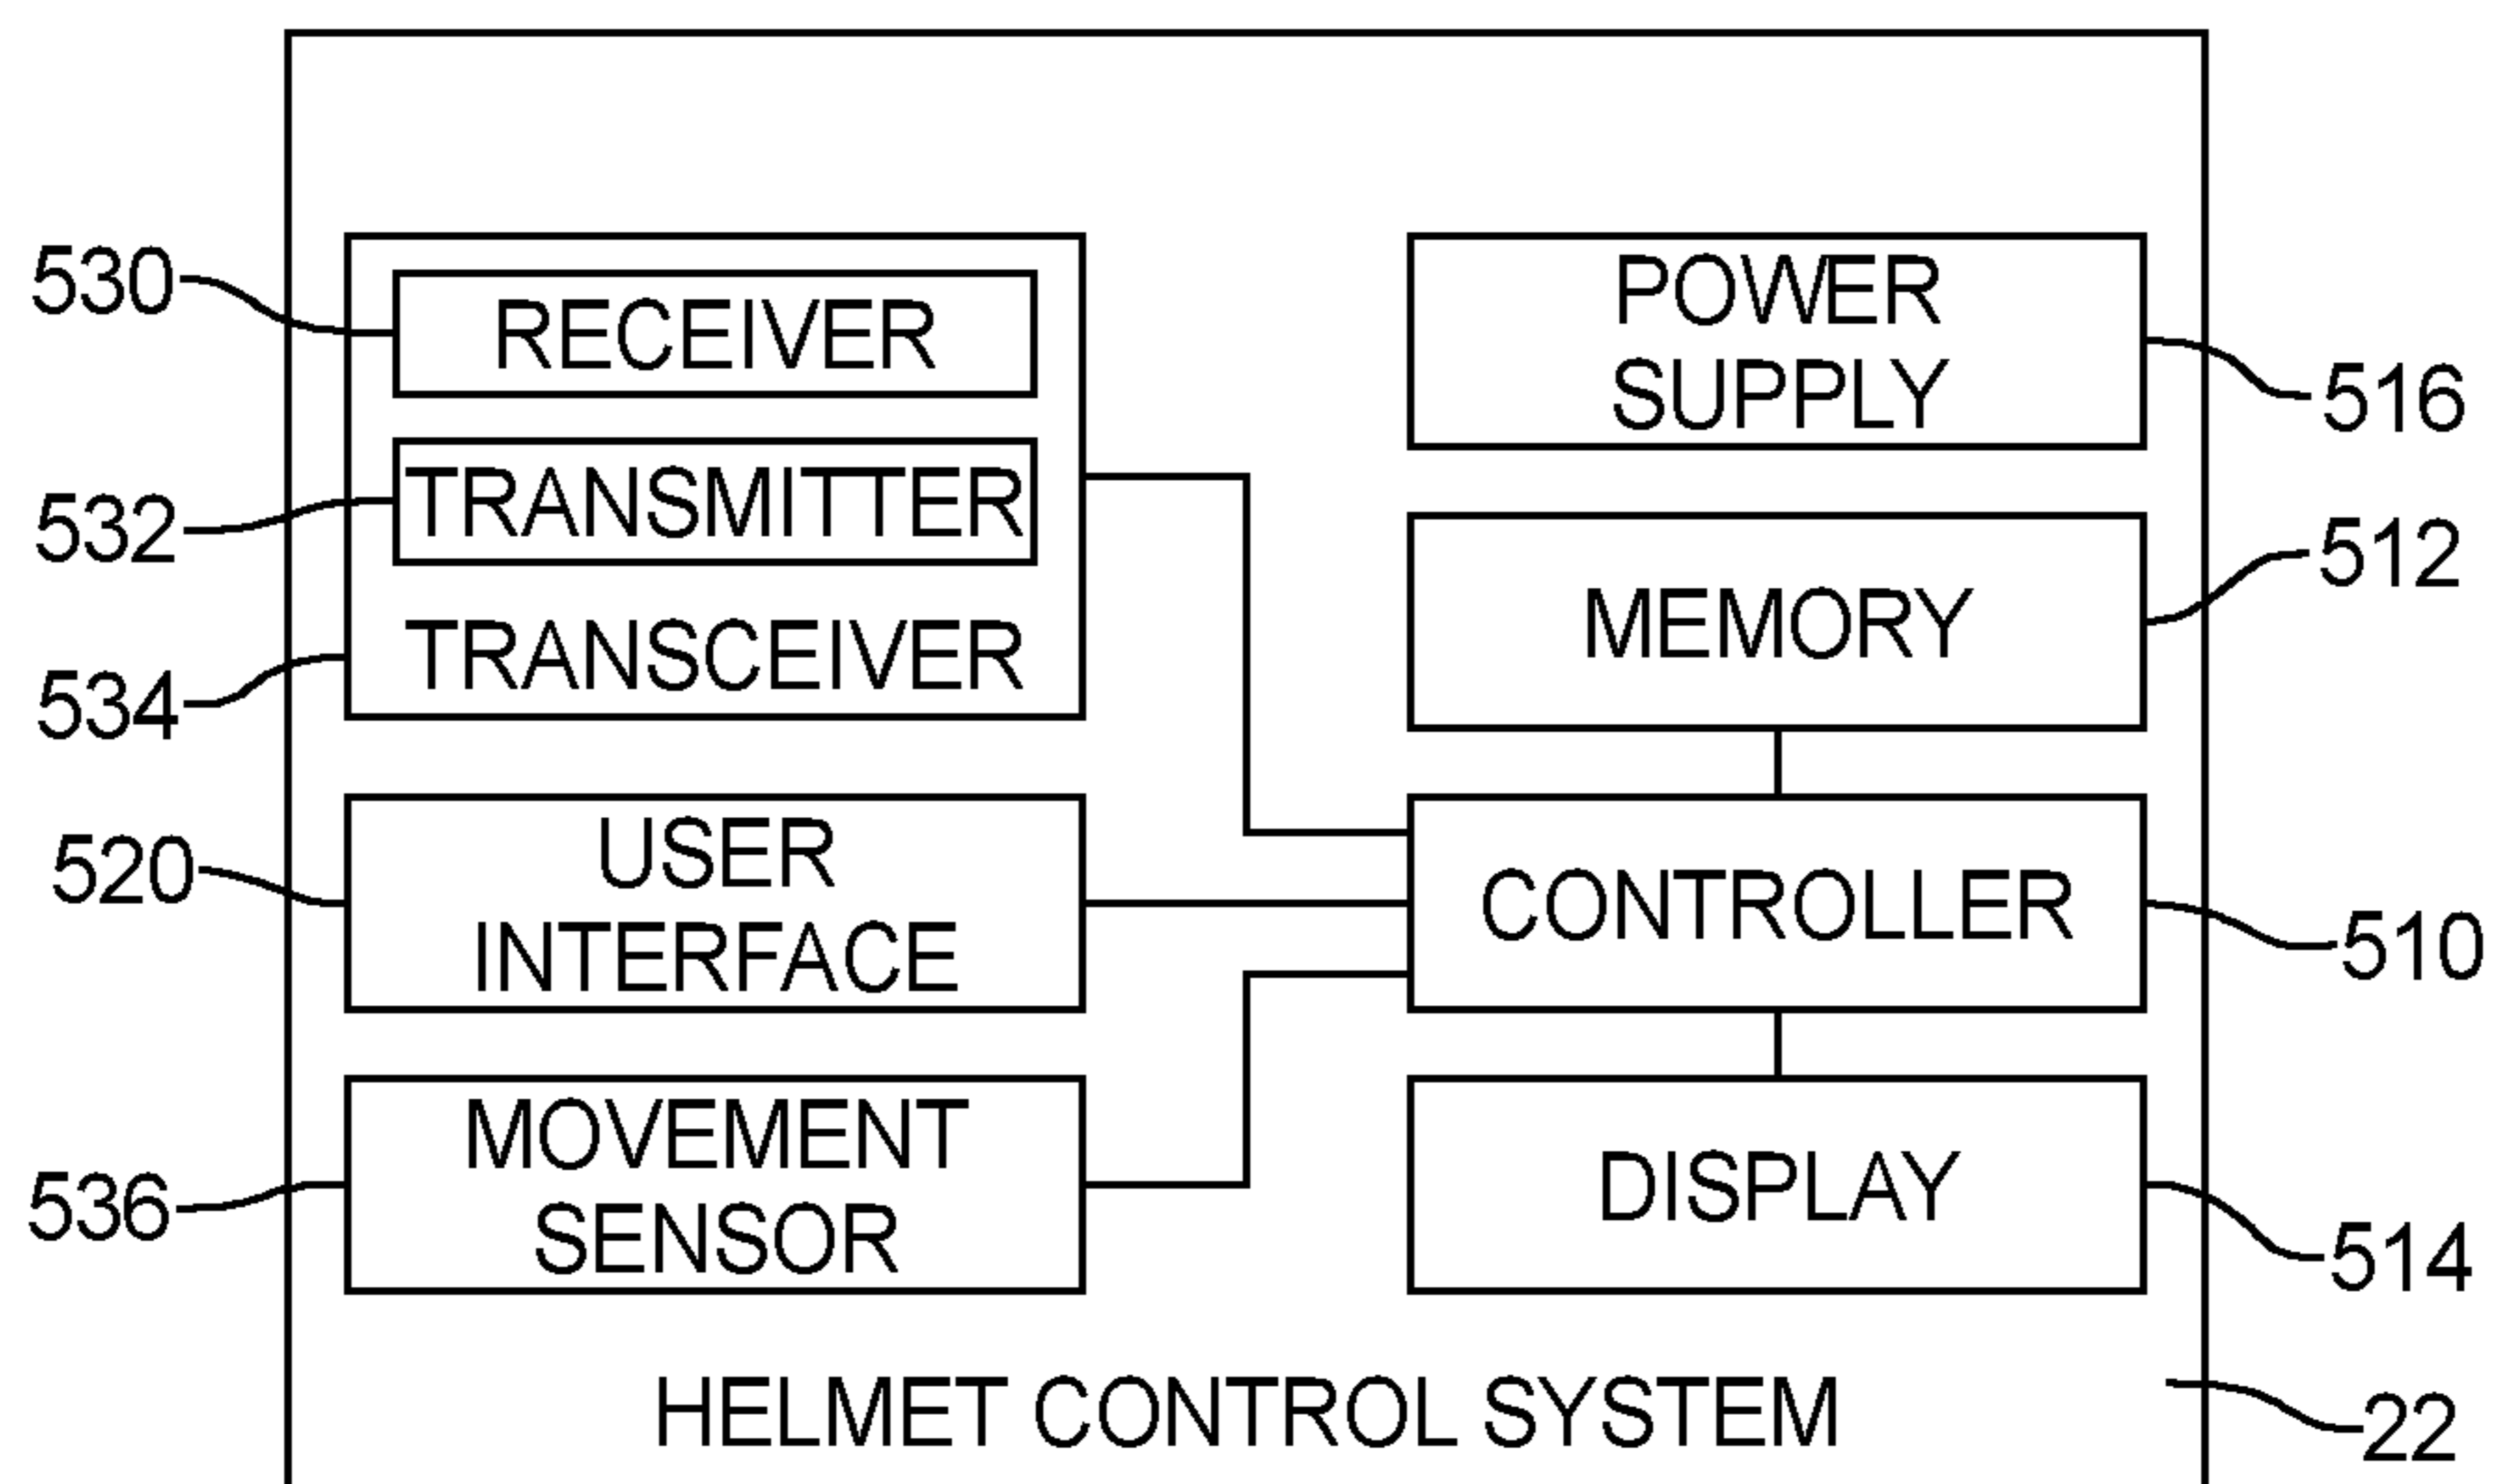 530
RECEIVER
532
TRANSMITTER
534
TRANSCEIVER
520
USER
INTERFACE
536
MOVEMENT
SENSOR
POWER
SUPPLY
516
MEMORY
512
CONTROLLER
510
DISPLAY
514
HELMET CONTROL SYSTEM
22